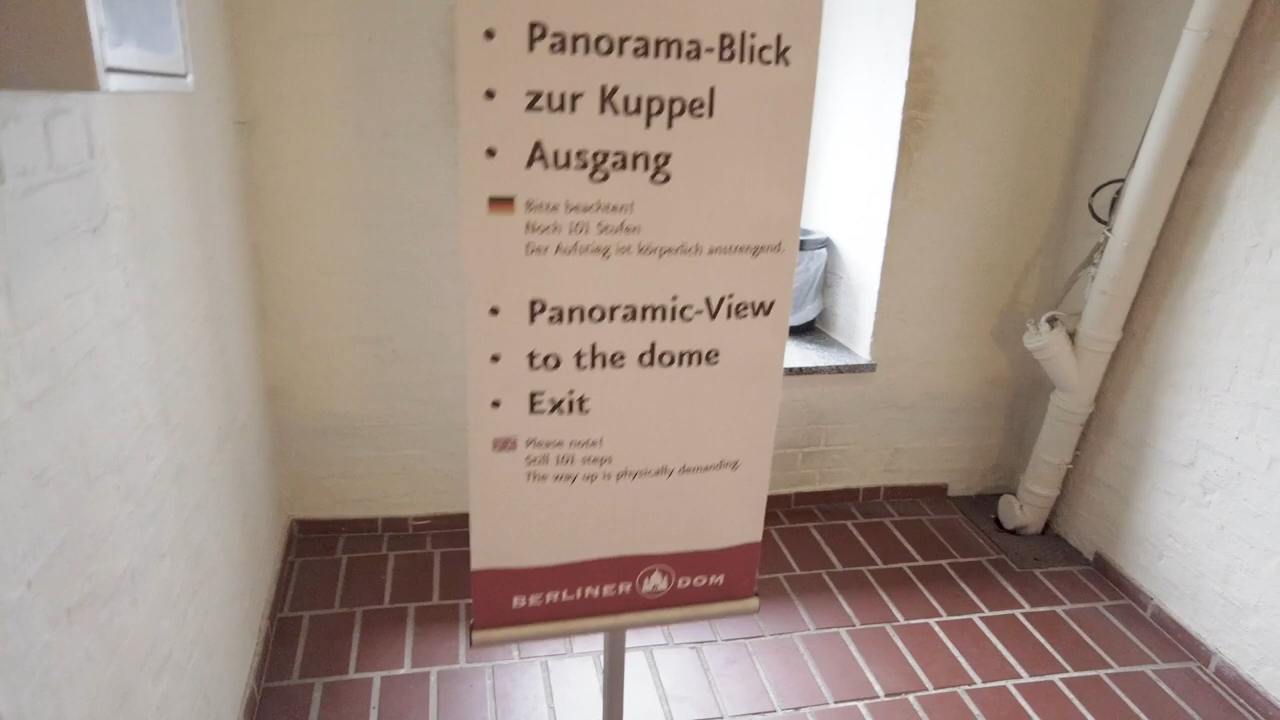 • Panorama-Blick
• zur Kuppel
• Ausgang
Bitte beachten!
Noch 101 Stufen
Der Aufstieg ist körperlich anstrengend.
• Panoramic-View
• to the dome
• Exit
Please note!
Still 101 steps
The way up is physically demanding.
BERLINER DOM